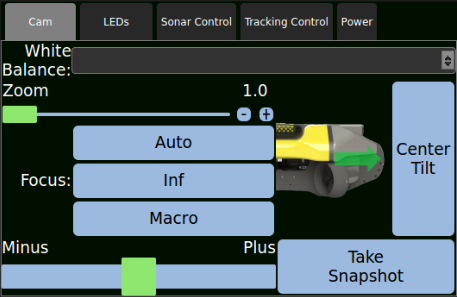 Cam LEDs Sonar Control Tracking Control Power
White
Balance:
Zoom 1.0
- +
Auto
Focus: Inf
Macro
Center
Tilt
Minus Plus
Take
Snapshot